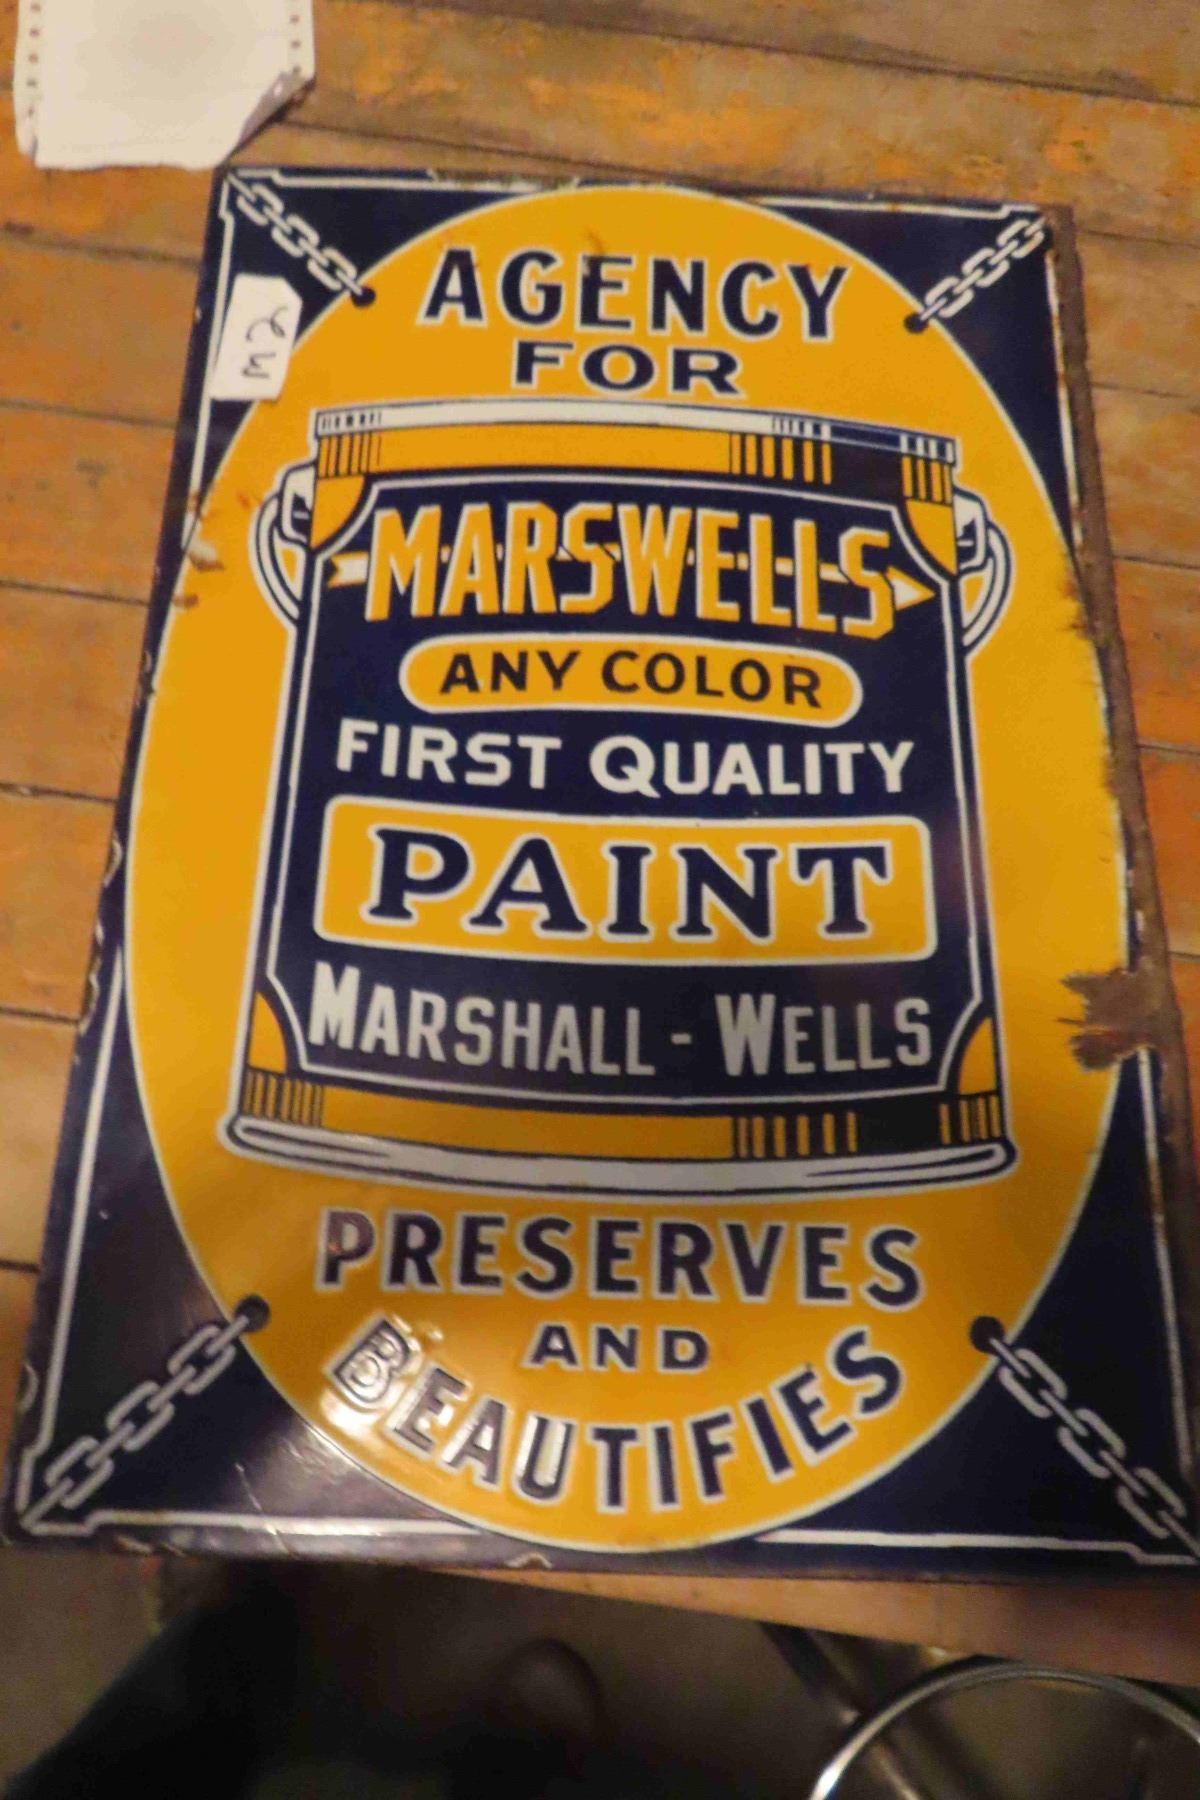 AGENCY
FOR
MARSWELLS
ANY COLOR
FIRST QUALITY
PAINT
MARSHALL - WELLS
PRESERVES
AND
BEAUTIFIES